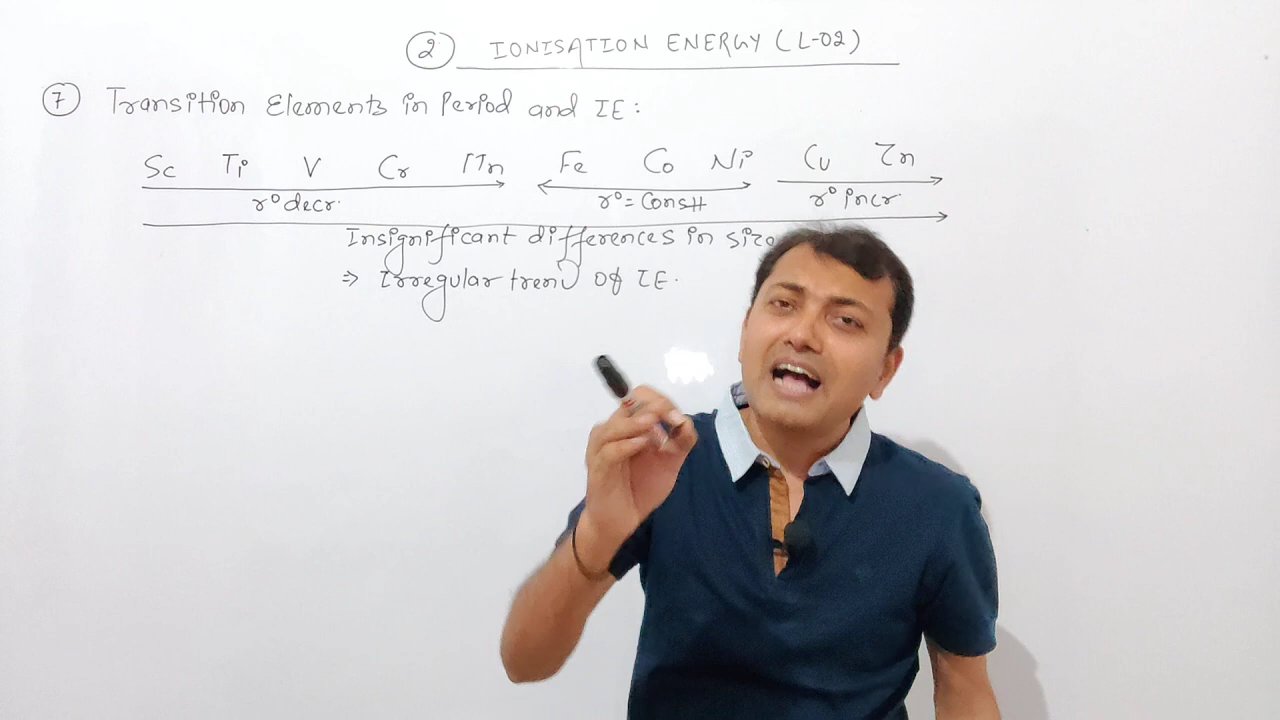 2 IONISATION ENERGY (L-02)
7 Transition Elements in Period and IE :
Sc Ti V Cr Mn Fe Co Ni Cu Zn
r° decr. r° = Const r° incr.
Insignificant differences in size
⇒ Irregular trend of IE.